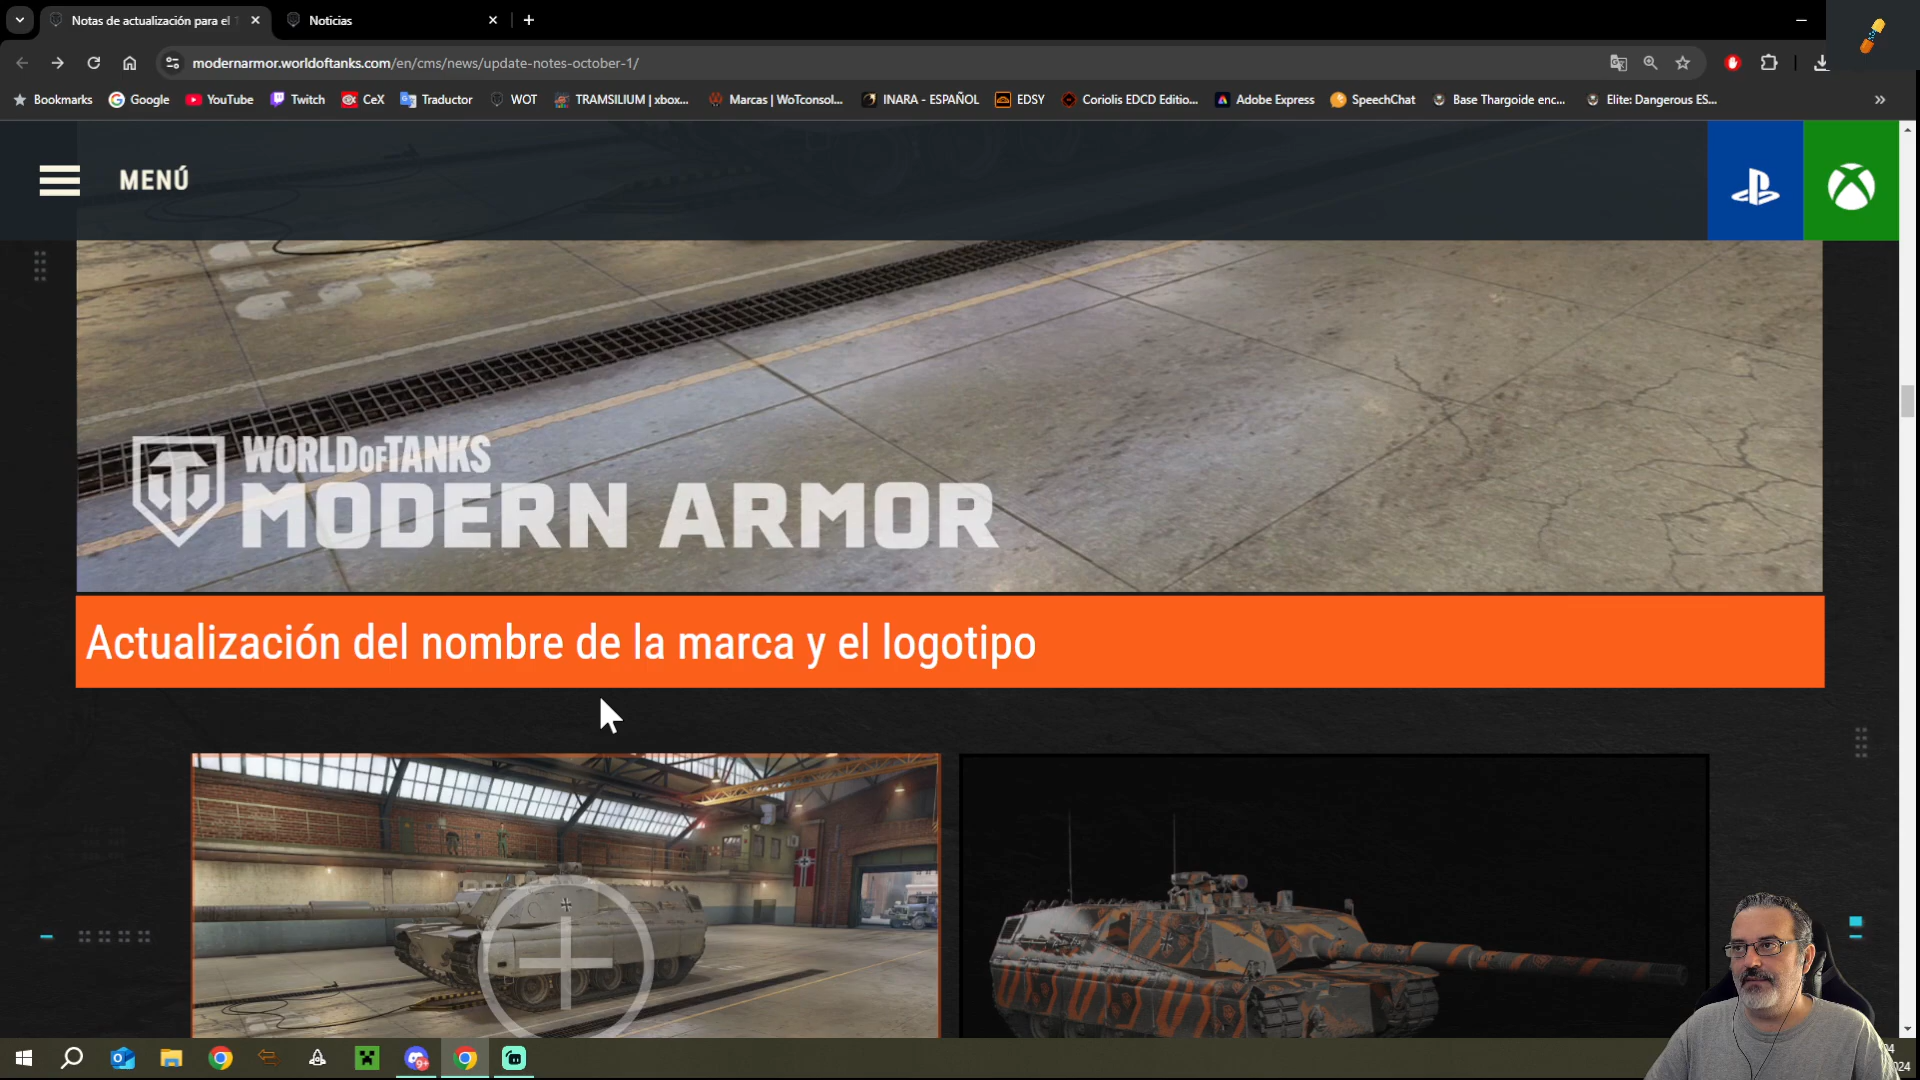 Notas de actualización para el 1
Noticias
modernarmor.worldoftanks.com/en/cms/news/update-notes-october-1/
Bookmarks
Google
YouTube
Twitch
CeX
Traductor
WOT
TRAMSILIUM | xbox...
Marcas | WoTconsol...
INARA - ESPAÑOL
EDSY
Coriolis EDCD Editio...
Adobe Express
SpeechChat
Base Thargoide enc...
Elite: Dangerous ES...
MENÚ
WORLD OF TANKS
MODERN ARMOR
Actualización del nombre de la marca y el logotipo